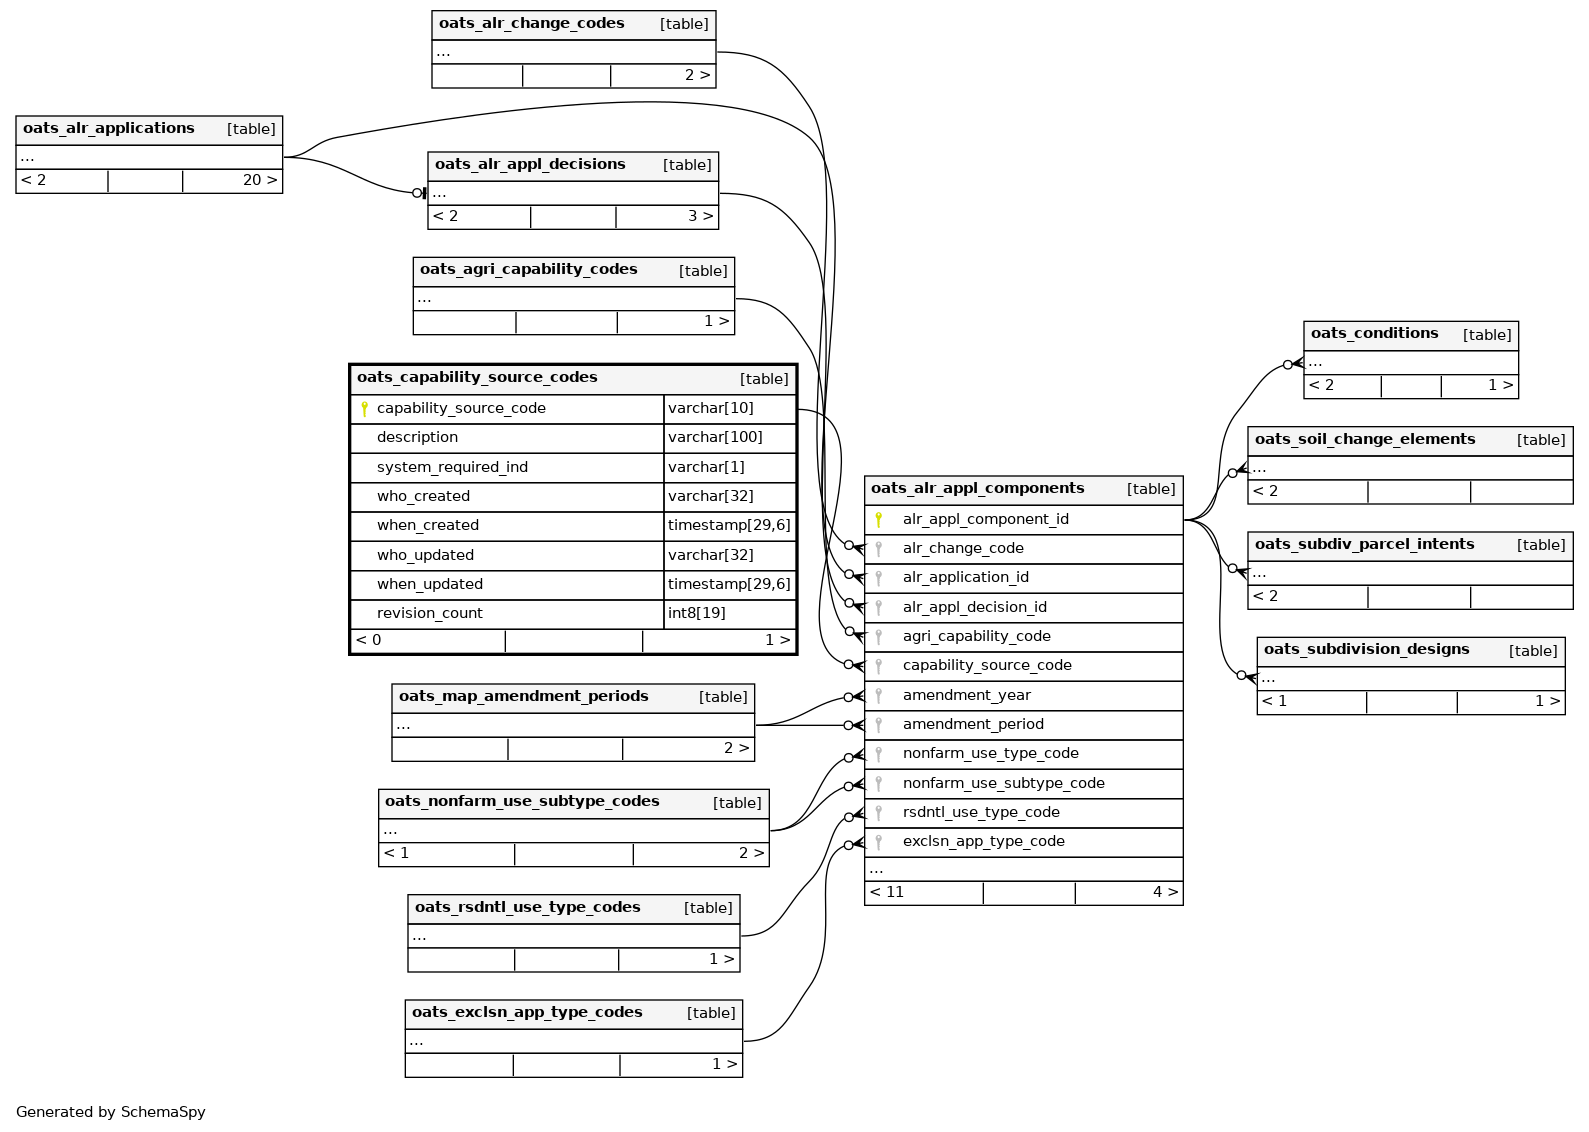 oats_alr_change_codes [table]
...
2 >
oats_alr_applications [table]
...
< 2 20 >
oats_alr_appl_decisions [table]
...
< 2 3 >
oats_agri_capability_codes [table]
...
1 >
oats_capability_source_codes [table]
capability_source_code varchar[10]
description varchar[100]
system_required_ind varchar[1]
who_created varchar[32]
when_created timestamp[29,6]
who_updated varchar[32]
when_updated timestamp[29,6]
revision_count int8[19]
< 0 1 >
oats_map_amendment_periods [table]
...
2 >
oats_nonfarm_use_subtype_codes [table]
...
< 1 2 >
oats_rsdntl_use_type_codes [table]
...
1 >
oats_exclsn_app_type_codes [table]
...
1 >
oats_alr_appl_components [table]
alr_appl_component_id
alr_change_code
alr_application_id
alr_appl_decision_id
agri_capability_code
capability_source_code
amendment_year
amendment_period
nonfarm_use_type_code
nonfarm_use_subtype_code
rsdntl_use_type_code
exclsn_app_type_code
...
< 11 4 >
oats_conditions [table]
...
< 2 1 >
oats_soil_change_elements [table]
...
< 2
oats_subdiv_parcel_intents [table]
...
< 2
oats_subdivision_designs [table]
...
< 1 1 >
Generated by SchemaSpy